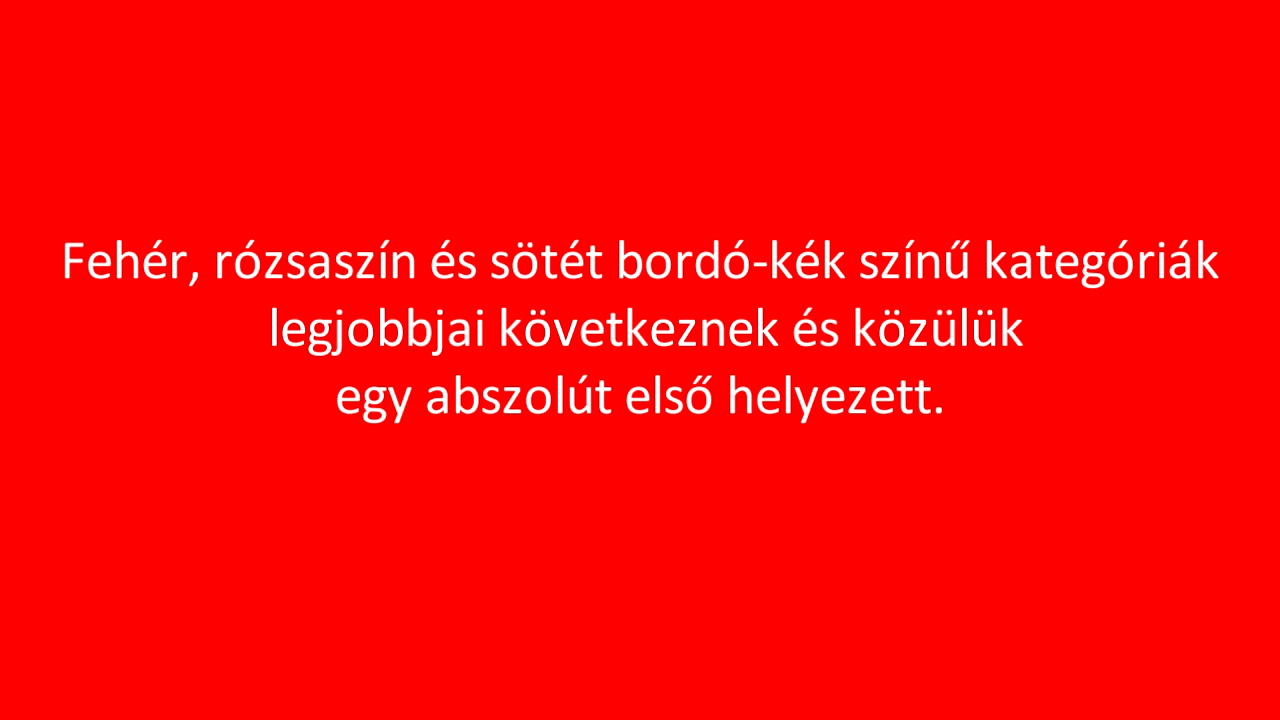 Fehér, rózsaszín és sötét bordó-kék színű kategóriák
legjobbjai következnek és közülük
egy abszolút első helyezett.